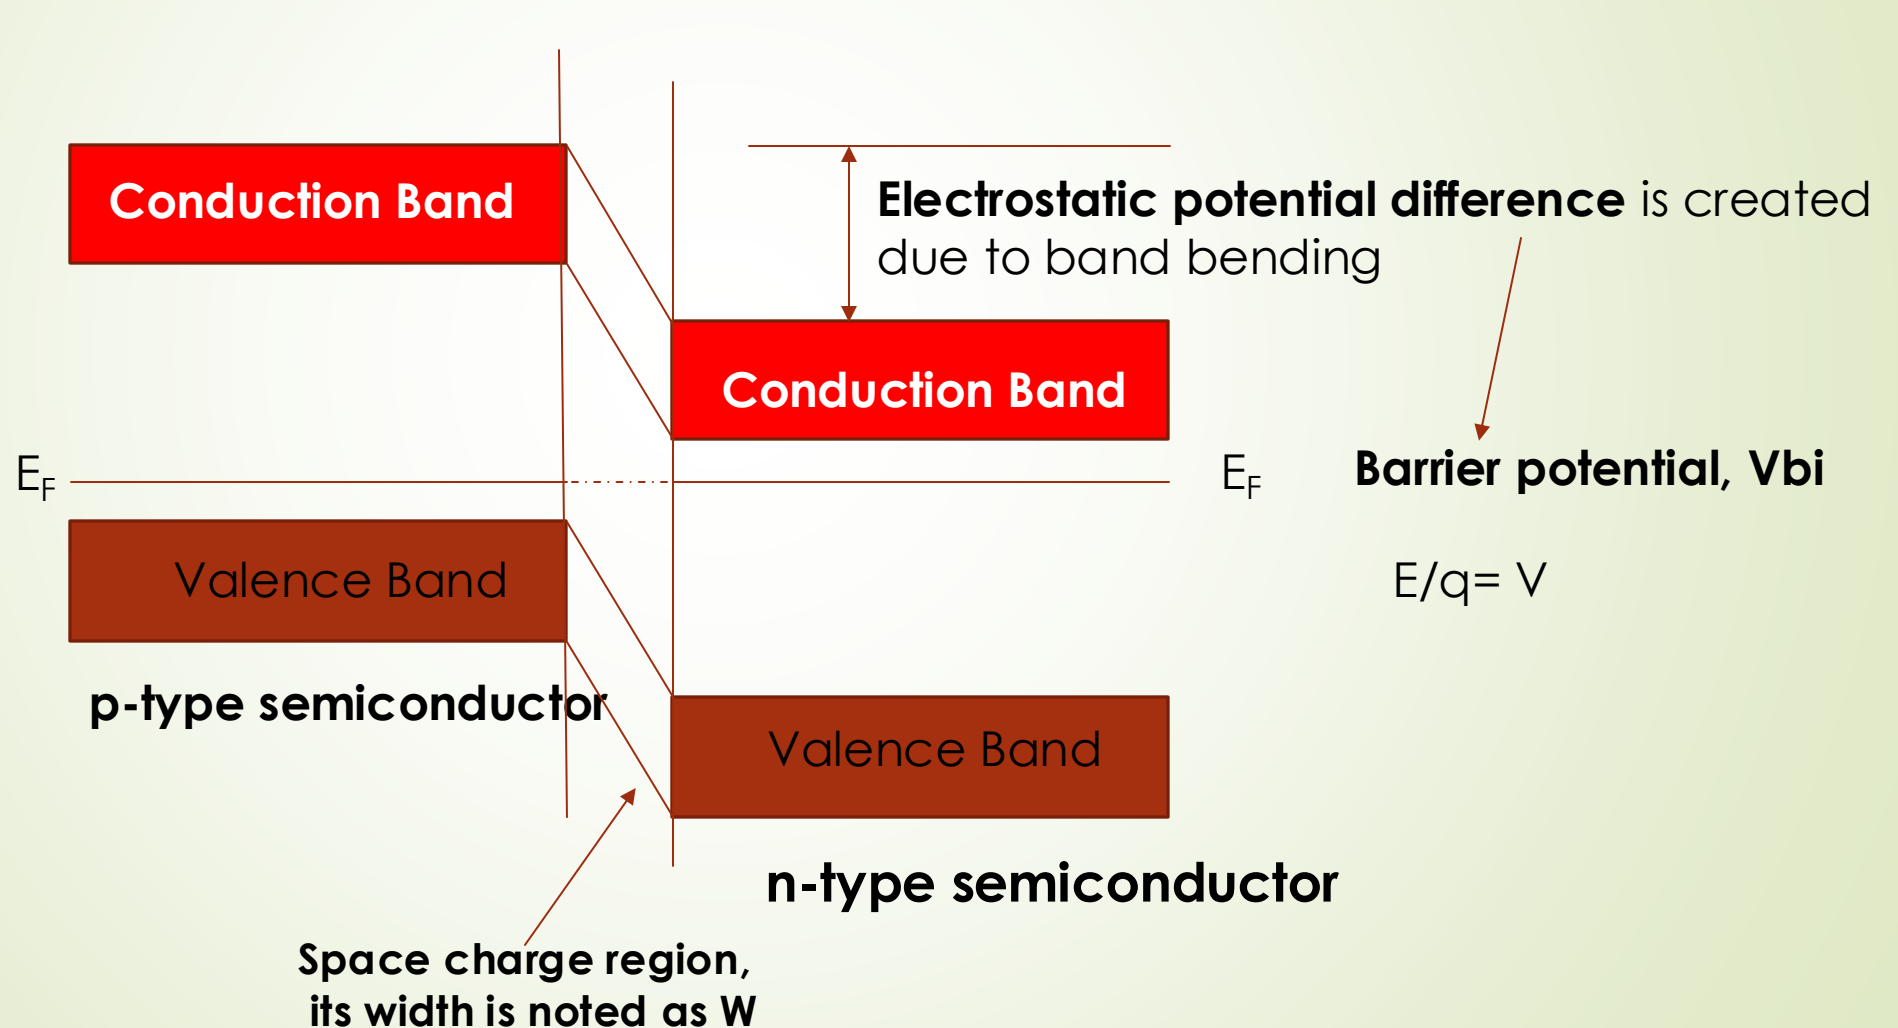 Conduction Band
Electrostatic potential difference is created
due to band bending
Conduction Band
EF
EF
Barrier potential, Vbi
Valence Band
E/q= V
p-type semiconductor
Valence Band
n-type semiconductor
Space charge region,
its width is noted as W